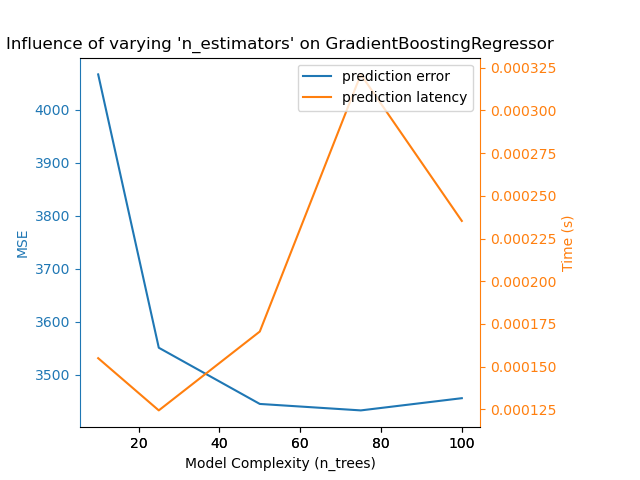 Influence of varying 'n_estimators' on GradientBoostingRegressor
prediction error
prediction latency
4000
3900
3800
3700
3600
3500
MSE
0.000325
0.000300
0.000275
0.000250
0.000225
0.000200
0.000175
0.000150
0.000125
Time (s)
20 40 60 80 100
Model Complexity (n_trees)